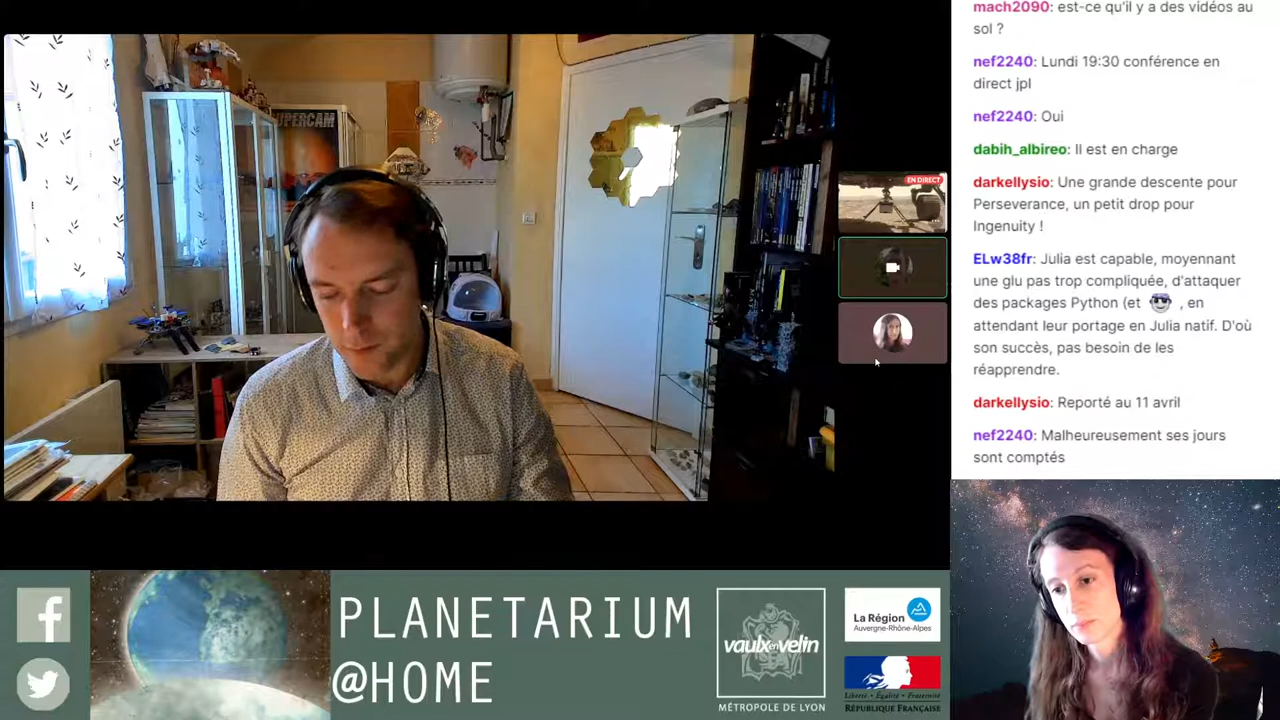 mach2090: est-ce qu'il y a des vidéos au
sol ?
nef2240: Lundi 19:30 conférence en
direct jpl
nef2240: Oui
dabih_albireo: Il est en charge
darkellysio: Une grande descente pour
Perseverance, un petit drop pour
Ingenuity !
ELw38fr: Julia est capable, moyennant
une glu pas trop compliquée, d'attaquer
des packages Python (et 😎 , en
attendant leur portage en Julia natif. D'où
son succès, pas besoin de les
réapprendre.
darkellysio: Reporté au 11 avril
nef2240: Malheureusement ses jours
sont comptés
SUPERCAM
EN DIRECT
PLANETARIUM
@HOME
vaulx en velin
MÉTROPOLE DE LYON
La Région
Auvergne-Rhône-Alpes
Liberté • Égalité • Fraternité
RÉPUBLIQUE FRANÇAISE